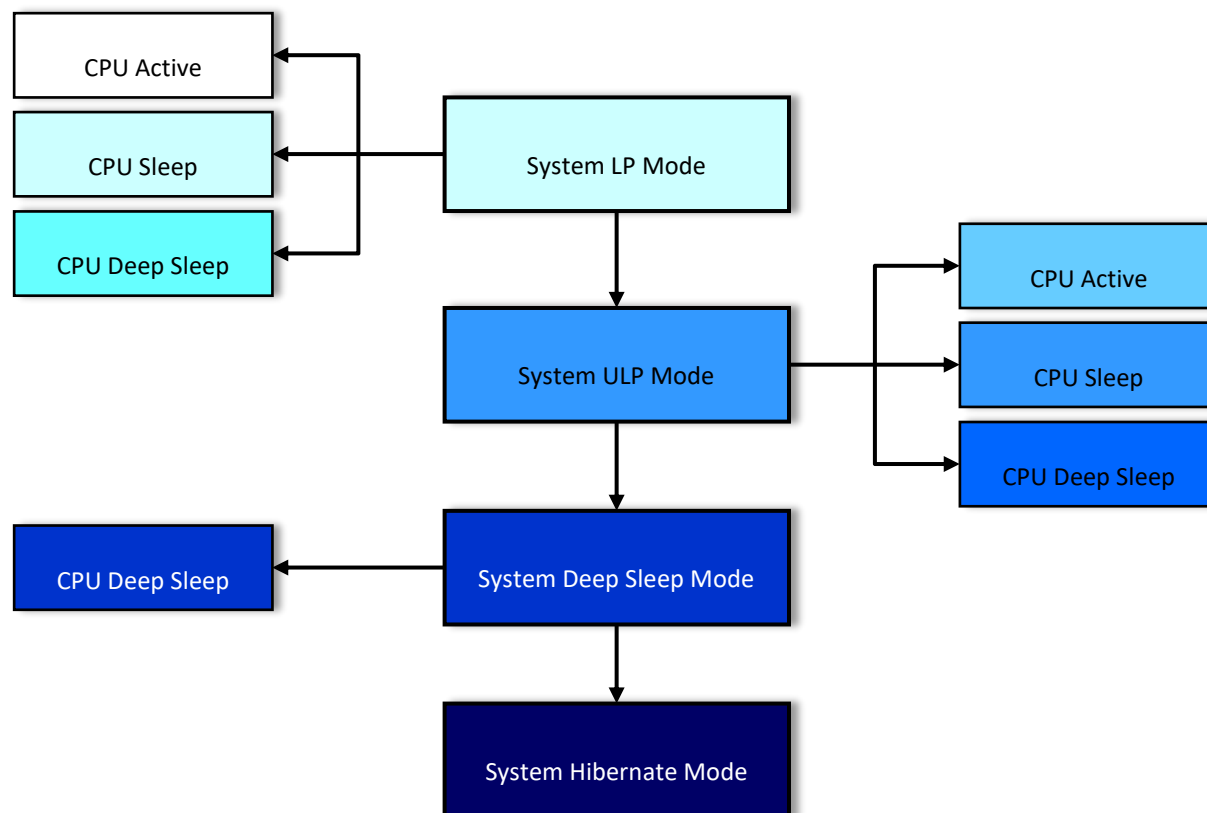 CPU Active
CPU Sleep
CPU Deep Sleep
System LP Mode
System ULP Mode
CPU Active
CPU Sleep
CPU Deep Sleep
CPU Deep Sleep
System Deep Sleep Mode
System Hibernate Mode